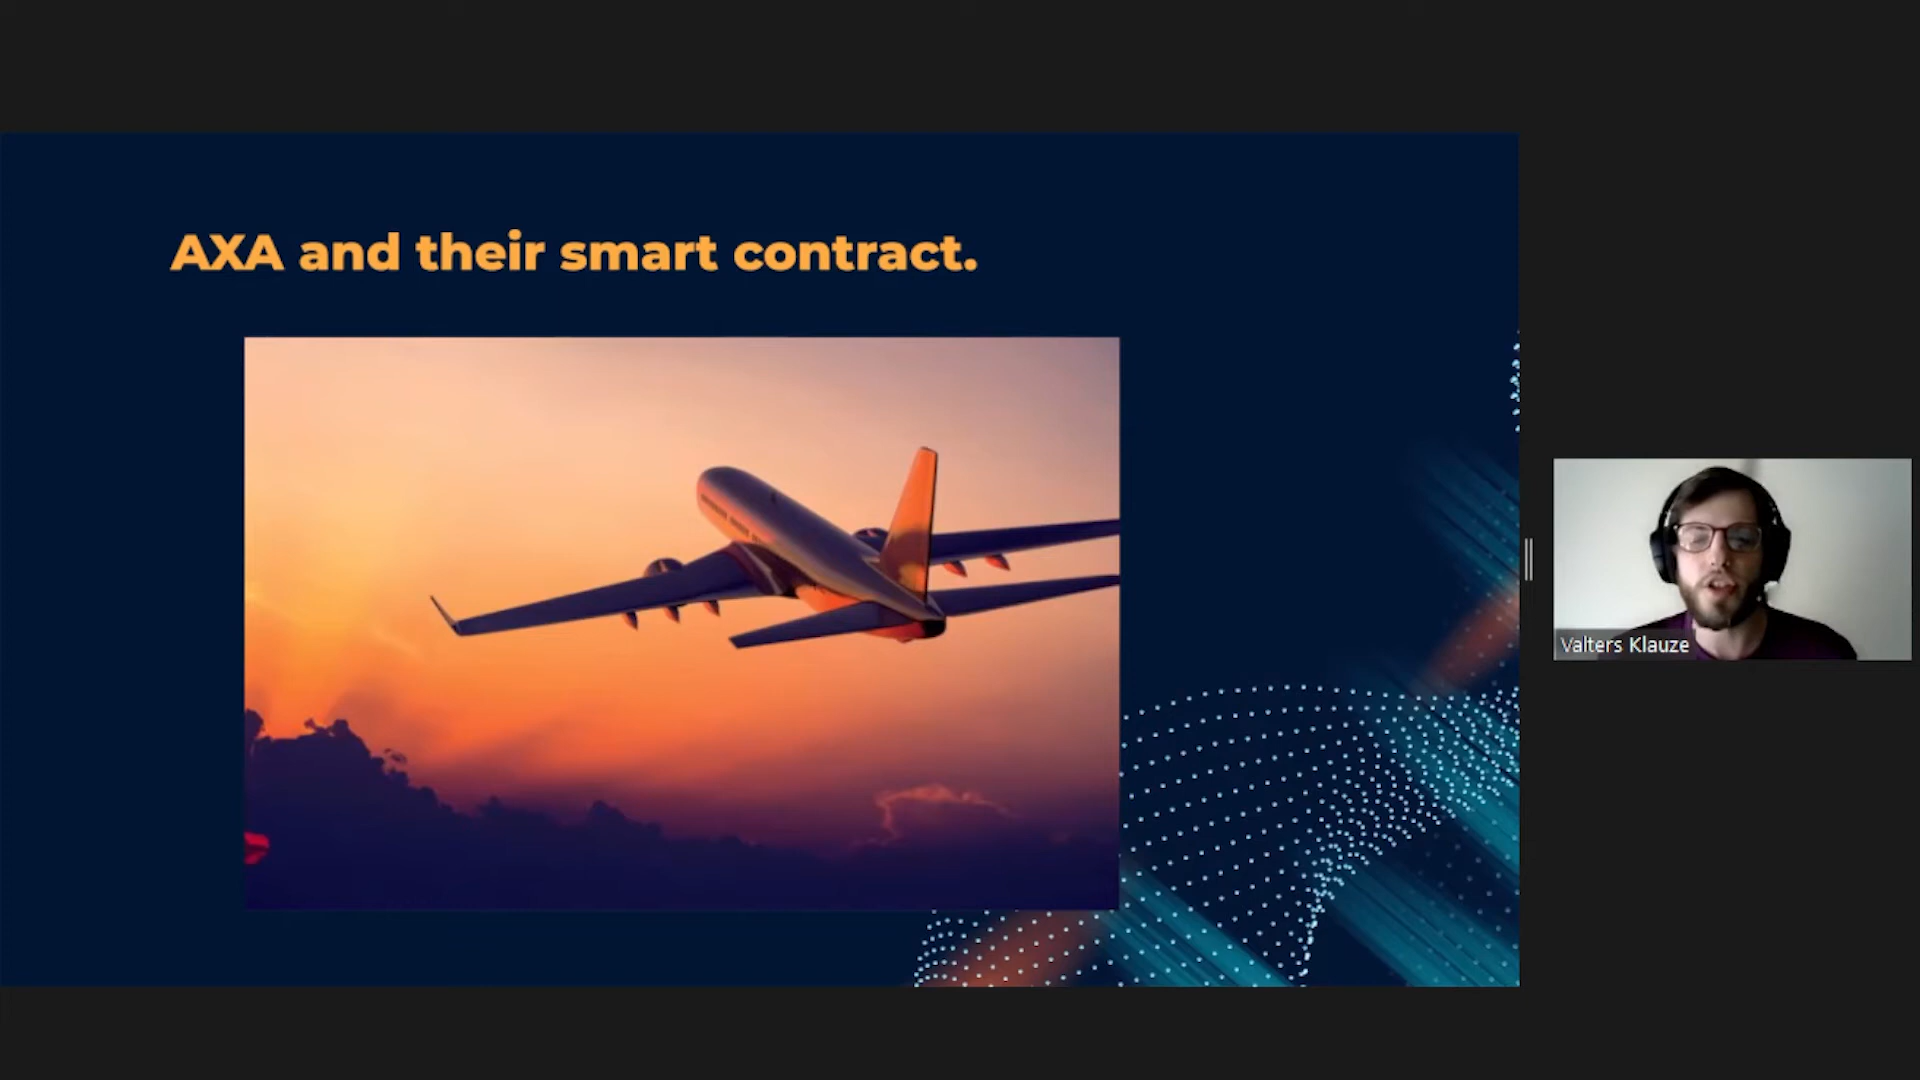 AXA and their smart contract.
Valters Klauze